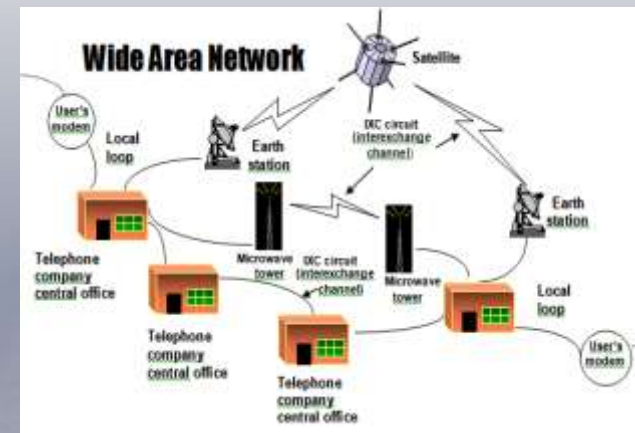 Wide Area Network
Satellite
User's
modem
Local
loop
Earth
station
IXC circuit
(interexchange
channel)
Earth
station
Telephone
company
central office
Microwave
tower
IXC circuit
(interexchange
channel)
Microwave
tower
Local
loop
Telephone
company
central office
User's
modem
Telephone
company
central office